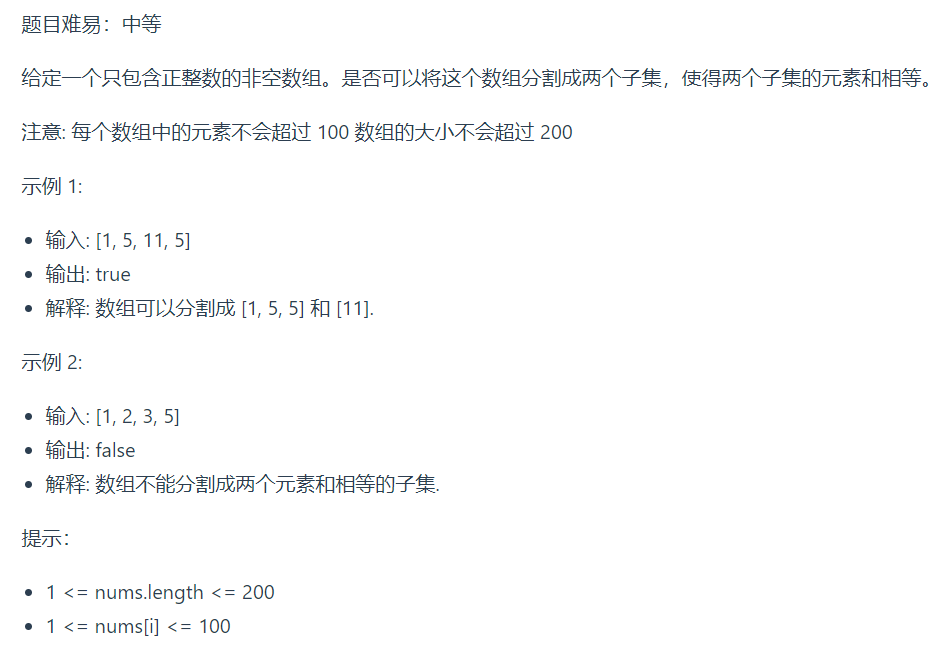 题目难易：中等
给定一个只包含正整数的非空数组。是否可以将这个数组分割成两个子集，使得两个子集的元素和相等。
注意: 每个数组中的元素不会超过 100 数组的大小不会超过 200
示例 1:
• 输入: [1, 5, 11, 5]
• 输出: true
• 解释: 数组可以分割成 [1, 5, 5] 和 [11].
示例 2:
• 输入: [1, 2, 3, 5]
• 输出: false
• 解释: 数组不能分割成两个元素和相等的子集.
提示：
• 1 <= nums.length <= 200
• 1 <= nums[i] <= 100